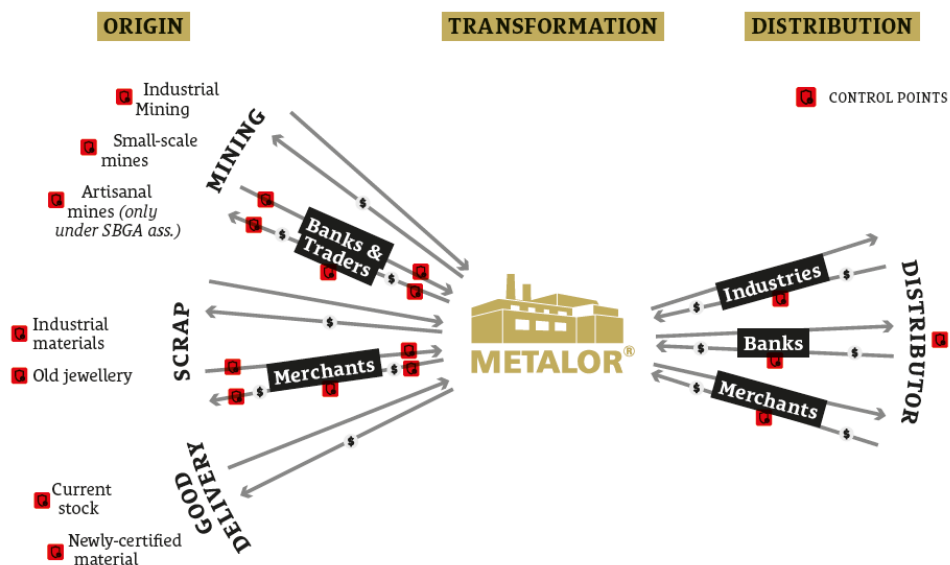 ORIGIN
TRANSFORMATION
DISTRIBUTION
CONTROL POINTS
Industrial
Mining
Small-scale
mines
Artisanal
mines (only
under SBGA ass.)
MINING
$
Banks &
Traders
$
$
Industrial
materials
Old jewellery
SCRAP
$
Merchants
$
$
Current
stock
Newly-certified
material
GOOD
DELIVERY
$
METALOR®
Industries
$
$
Banks
$
$
Merchants
$
$
DISTRIBUTOR